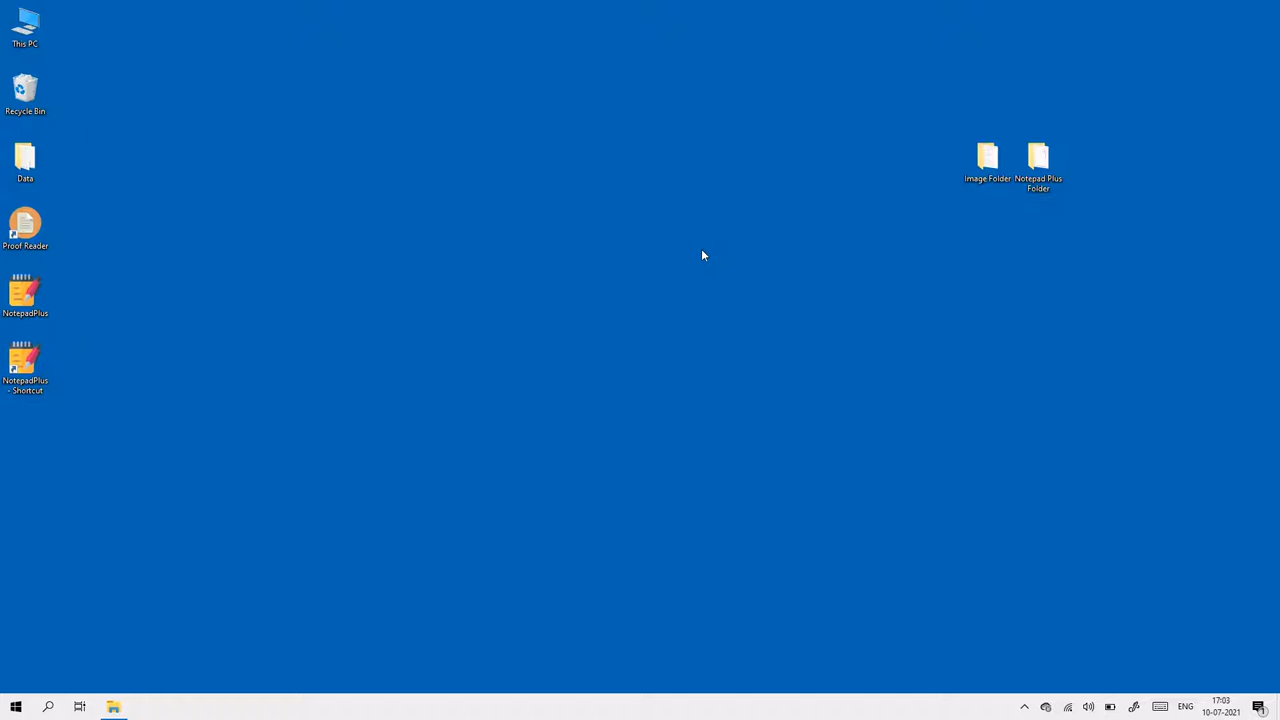 This PC
Recycle Bin
Data
Proof Reader
NotepadPlus
NotepadPlus
- Shortcut
Image Folder
Notepad Plus
Folder
ENG
17:03
10-07-2021
1